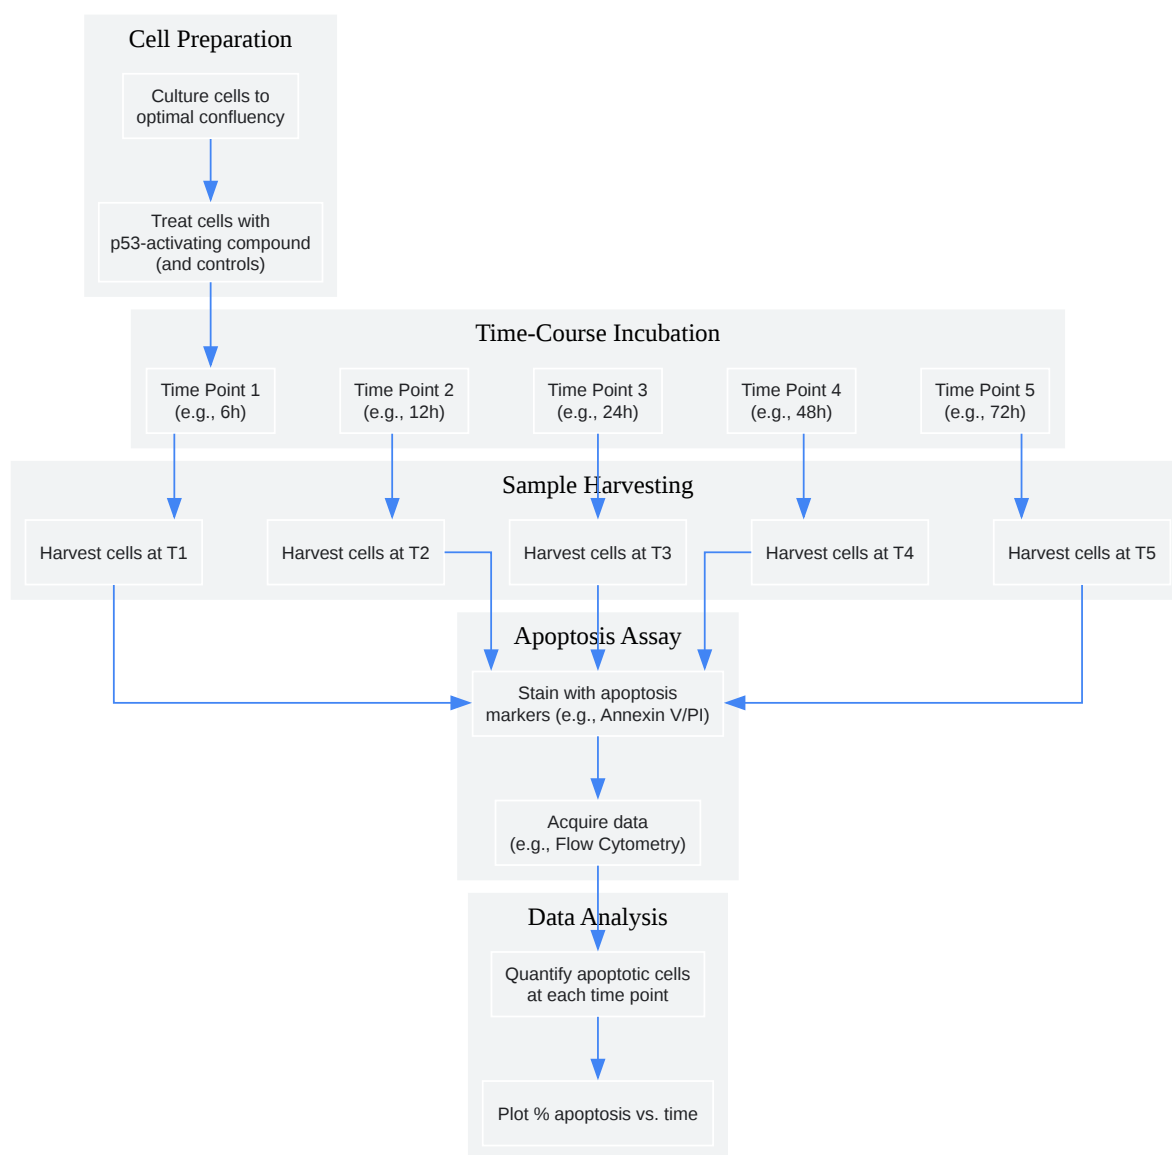 Cell Preparation
Culture cells to
optimal confluency
Treat cells with
p53-activating compound
(and controls)
Time-Course Incubation
Time Point 1
(e.g., 6h)
Time Point 2
(e.g., 12h)
Time Point 3
(e.g., 24h)
Time Point 4
(e.g., 48h)
Time Point 5
(e.g., 72h)
Sample Harvesting
Harvest cells at T1
Harvest cells at T2
Harvest cells at T3
Harvest cells at T4
Harvest cells at T5
Apoptosis Assay
Stain with apoptosis
markers (e.g., Annexin V/PI)
Acquire data
(e.g., Flow Cytometry)
Data Analysis
Quantify apoptotic cells
at each time point
Plot % apoptosis vs. time